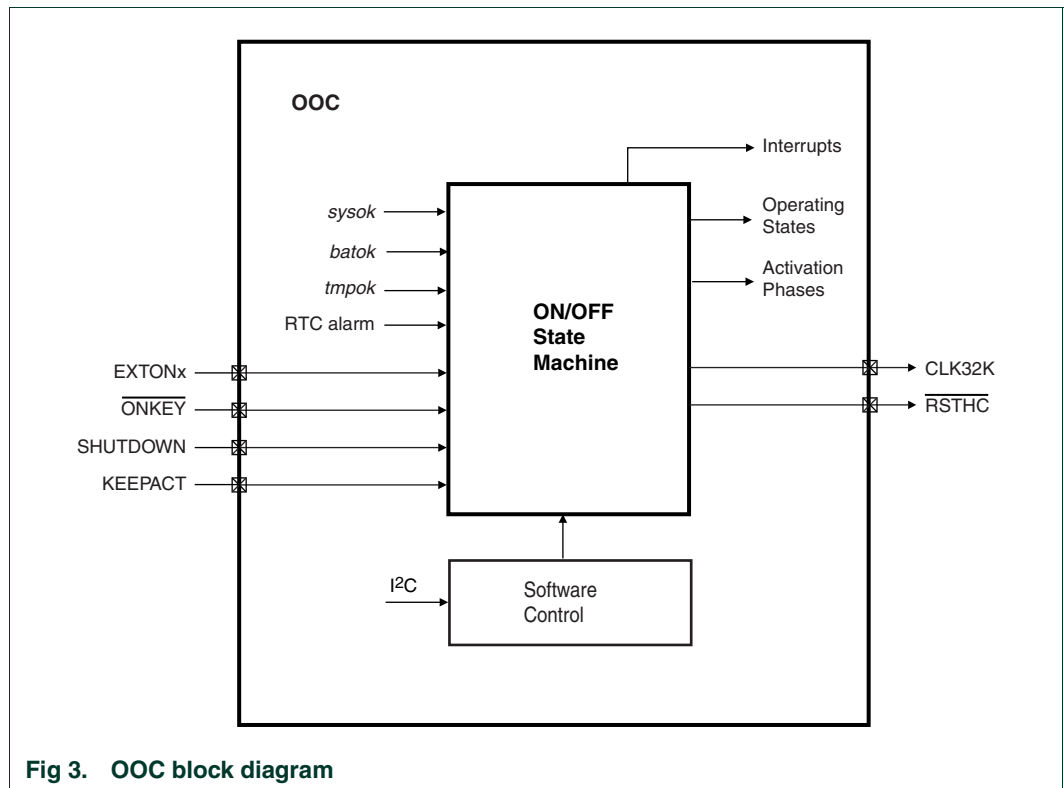 OOC
Interrupts
sysok
Operating
States
batok
Activation
Phases
tmpok
ON/OFF
State
Machine
RTC alarm
EXTONx
CLK32K
ONKEY
RSTHC
SHUTDOWN
KEEPACT
I²C
Software
Control
Fig 3. OOC block diagram